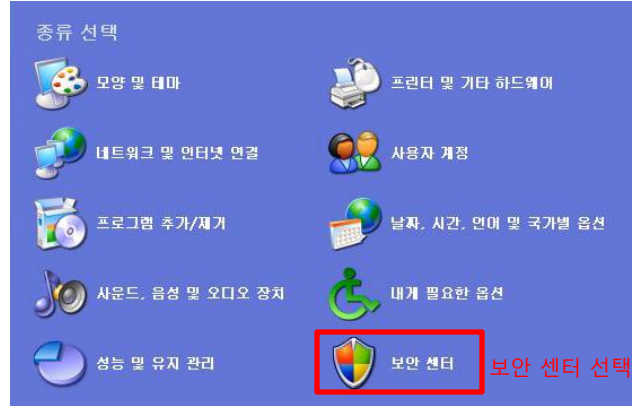 종류 선택
모양 및 테마
프린터 및 기타 하드웨어
네트워크 및 인터넷 연결
사용자 계정
프로그램 추가/제거
날짜, 시간, 언어 및 국가별 옵션
사운드, 음성 및 오디오 장치
내게 필요한 옵션
성능 및 유지 관리
보안 센터
보안 센터 선택